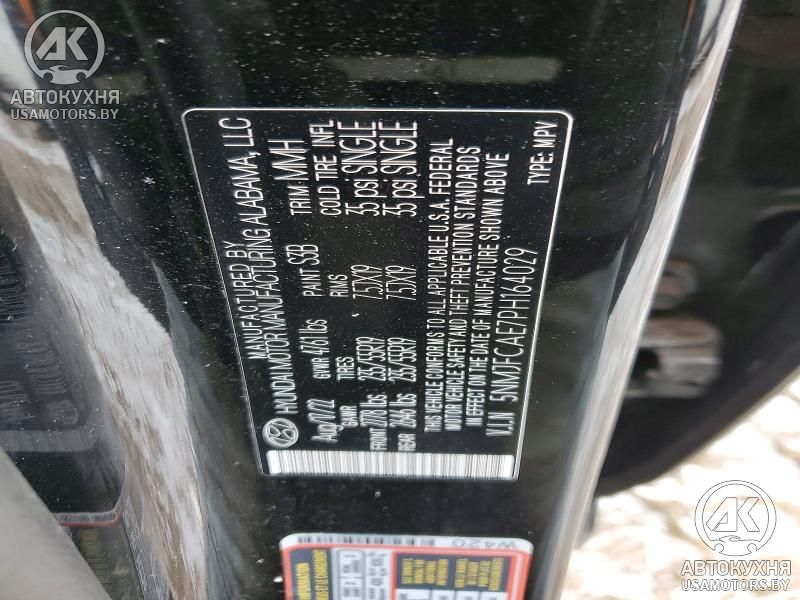 АВТОКУХНЯ
USAMOTORS.BY
MANUFACTURED BY
HYUNDAI MOTOR MANUFACTURING ALABAMA, LLC
Aug/01/22 GVWR 4761 Lbs PAINT: S3B TRIM: MMH
GAWR TIRES RIMS COLD TIRE INFL
FRONT 2778 Lbs 235/55R19 7.5JX19 35 psi SINGLE
REAR 2646 Lbs 235/55R19 7.5JX19 35 psi SINGLE
THIS VEHICLE CONFORMS TO ALL APPLICABLE U.S.A. FEDERAL
MOTOR VEHICLE SAFETY AND THEFT PREVENTION STANDARDS
IN EFFECT ON THE DATE OF MANUFACTURE SHOWN ABOVE
V.I.N 5NMJFCAE7PH164029 TYPE: MPV
W420
АВТОКУХНЯ
USAMOTORS.BY